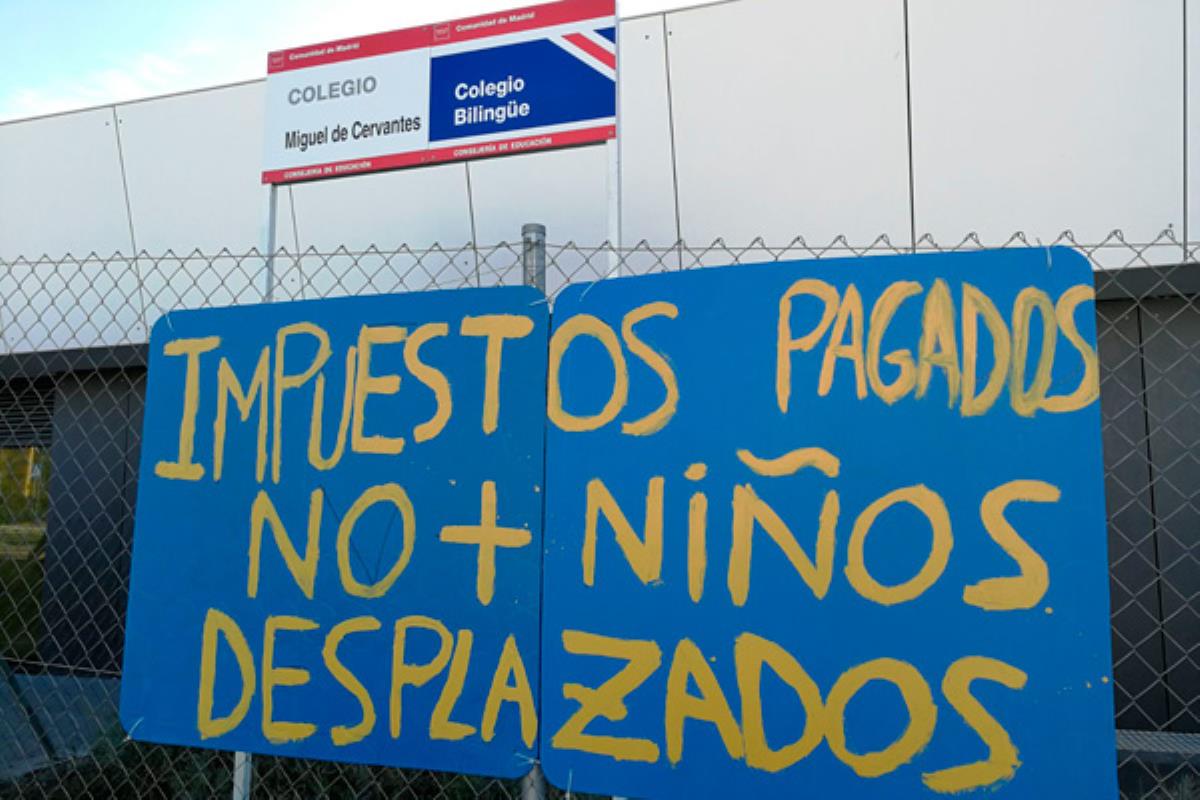 Comunidad de Madrid
COLEGIO
Miguel de Cervantes
CONSEJERÍA DE EDUCACIÓN
Comunidad de Madrid
Colegio
Bilingüe
CONSEJERÍA DE EDUCACIÓN
IMPUESTOS PAGADOS
NO + NiÑOS
DESPLAZADOS